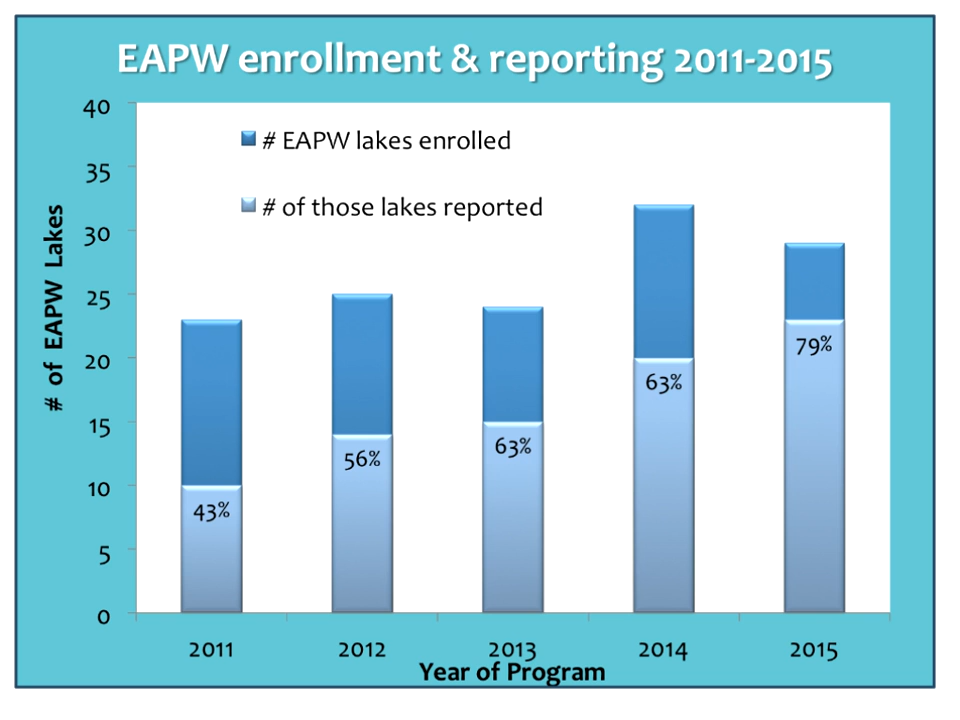 EAPW enrollment & reporting 2011-2015
# EAPW lakes enrolled
# of those lakes reported
# of EAPW Lakes
40
35
30
25
20
15
10
5
0
43%
56%
63%
63%
79%
2011 2012 2013 2014 2015
Year of Program